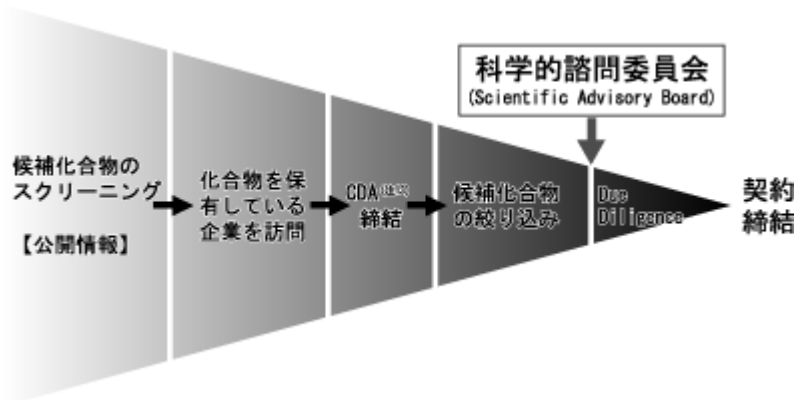 科学的諮問委員会
(Scientific Advisory Board)
候補化合物の
スクリーニング
【公開情報】
化合物を保
有している
企業を訪問
CDA
締結
候補化合物
の絞り込み
Due
Diligence
契約
締結